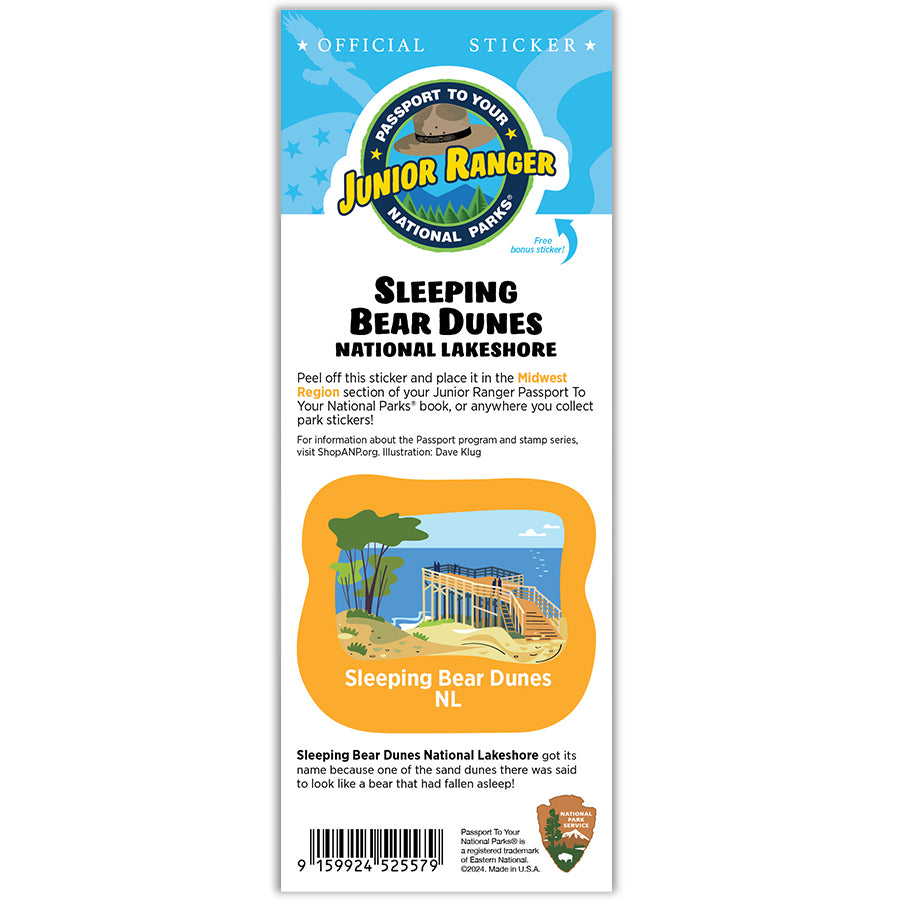 ★ OFFICIAL STICKER ★
PASSPORT TO YOUR
JUNIOR RANGER
NATIONAL PARKS®
Free
bonus sticker!
SLEEPING
BEAR DUNES
NATIONAL LAKESHORE
Peel off this sticker and place it in the Midwest
Region section of your Junior Ranger Passport To
Your National Parks® book, or anywhere you collect
park stickers!
For information about the Passport program and stamp series,
visit ShopANP.org. Illustration: Dave Klug
Sleeping Bear Dunes
NL
Sleeping Bear Dunes National Lakeshore got its
name because one of the sand dunes there was said
to look like a bear that had fallen asleep!
9 159924 525579
Passport To Your
National Parks® is
a registered trademark
of Eastern National.
©2024. Made in U.S.A.
NATIONAL
PARK
SERVICE